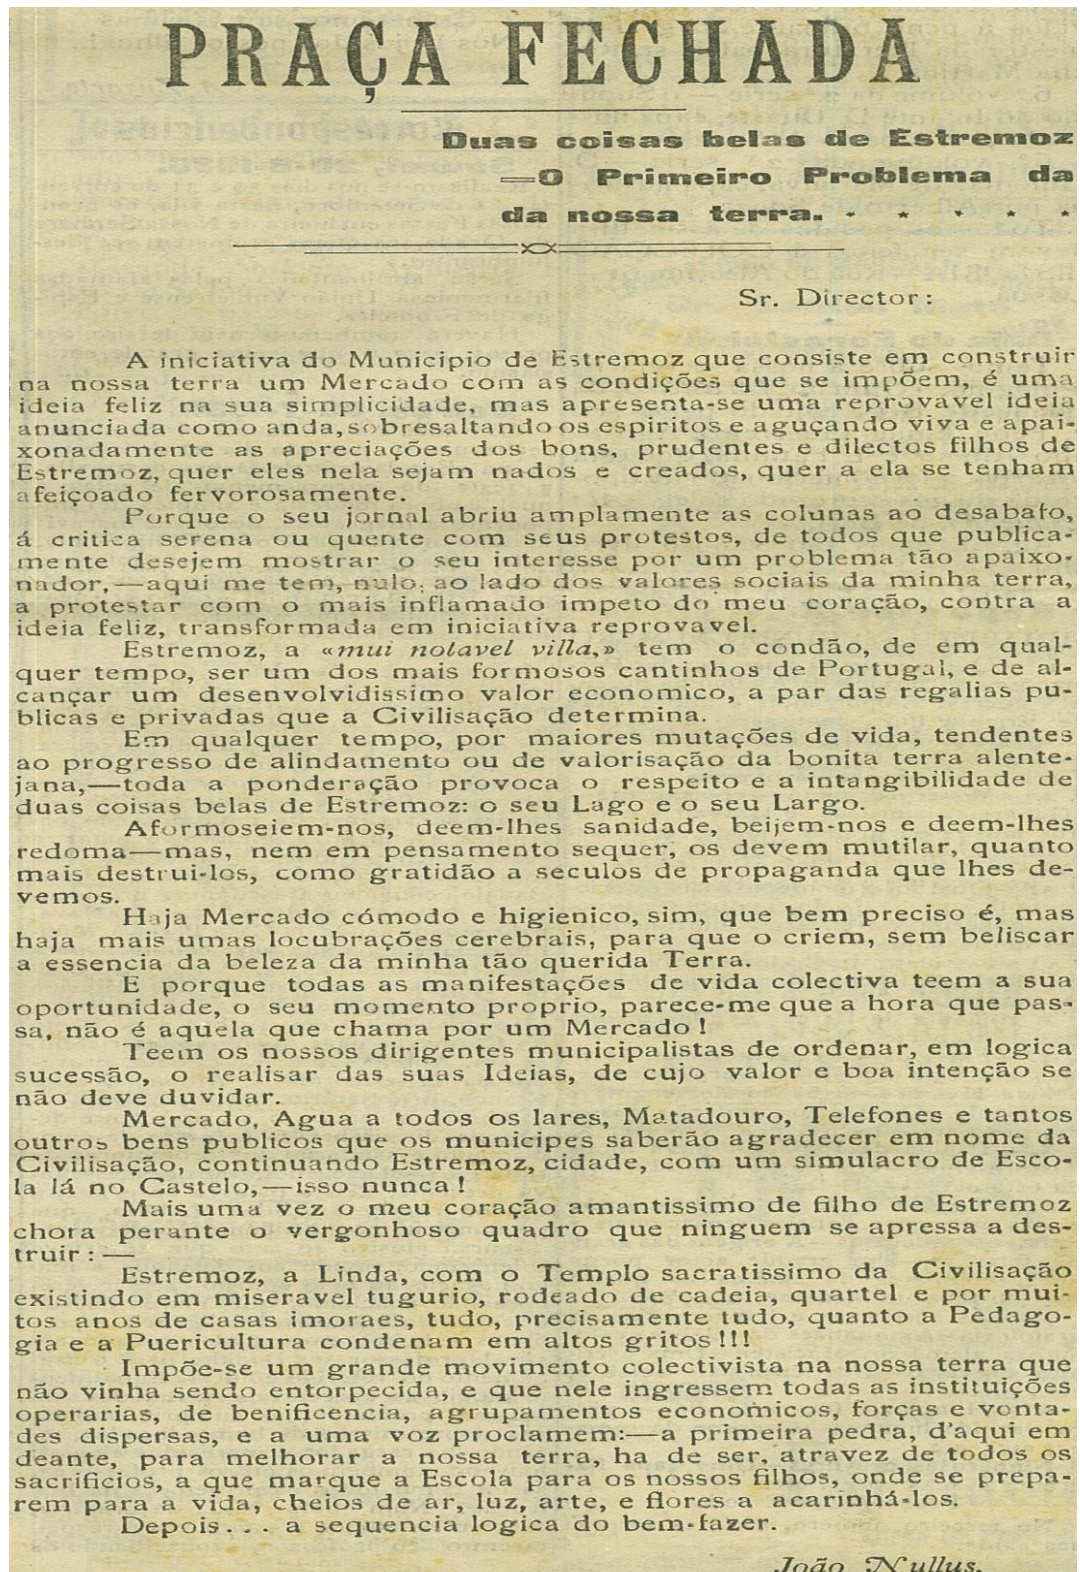 PRAÇA FECHADA
Duas coisas belas de Estremoz
—O Primeiro Problema da
da nossa terra. . . . . .
Sr. Director:
A iniciativa do Municipio de Estremoz que consiste em construir
na nossa terra um Mercado com as condições que se impõem, é uma
ideia feliz na sua simplicidade, mas apresenta-se uma reprovavel ideia
anunciada como anda, sobresaltando os espiritos e aguçando viva e apai-
xonadamente as apreciações dos bons, prudentes e dilectos filhos de
Estremoz, quer eles nela sejam nados e creados, quer a ela se tenham
afeiçoado fervorosamente.
Porque o seu jornal abriu amplamente as colunas ao desabafo,
á critica serena ou quente com seus protestos, de todos que publica-
mente desejem mostrar o seu interesse por um problema tão apaixo-
nador,—aqui me tem, nulo, ao lado dos valores sociais da minha terra,
a protestar com o mais inflamado impeto do meu coração, contra a
ideia feliz, transformada em iniciativa reprovavel.
Estremoz, a «mui notavel villa,» tem o condão, de em qual-
quer tempo, ser um dos mais formosos cantinhos de Portugal, e de al-
cançar um desenvolvidissimo valor economico, a par das regalias pu-
blicas e privadas que a Civilisação determina.
Em qualquer tempo, por maiores mutações de vida, tendentes
ao progresso de alindamento ou de valorisação da bonita terra alente-
jana,—toda a ponderação provoca o respeito e a intangibilidade de
duas coisas belas de Estremoz: o seu Lago e o seu Largo.
Aformoseiem-nos, deem-lhes sanidade, beijem-nos e deem-lhes
redoma—mas, nem em pensamento sequer, os devem mutilar, quanto
mais destrui-los, como gratidão a seculos de propaganda que lhes de-
vemos.
Haja Mercado cómodo e higienico, sim, que bem preciso é, mas
haja mais umas locubrações cerebrais, para que o criem, sem beliscar
a essencia da beleza da minha tão querida Terra.
E porque todas as manifestações de vida colectiva teem a sua
oportunidade, o seu momento proprio, parece-me que a hora que pas-
sa, não é aquela que chama por um Mercado!
Teem os nossos dirigentes municipalistas de ordenar, em logica
sucessão, o realisar das suas Ideias, de cujo valor e boa intenção se
não deve duvidar.
Mercado, Agua a todos os lares, Matadouro, Telefones e tantos
outros bens publicos que os municipes saberão agradecer em nome da
Civilisação, continuando Estremoz, cidade, com um simulacro de Esco-
la lá no Castelo,—isso nunca!
Mais uma vez o meu coração amantissimo de filho de Estremoz
chora perante o vergonhoso quadro que ninguem se apressa a des-
truir:—
Estremoz, a Linda, com o Templo sacratissimo da Civilisação
existindo em miseravel tugurio, rodeado de cadeia, quartel e por mui-
tos anos de casas imoraes, tudo, precisamente tudo, quanto a Pedago-
gia e a Puericultura condenam em altos gritos!!!
Impõe-se um grande movimento colectivista na nossa terra que
não vinha sendo entorpecida, e que nele ingressem todas as instituições
operarias, de benificencia, agrupamentos economicos, forças e vonta-
des dispersas, e a uma voz proclamem:—a primeira pedra, d'aqui em
deante, para melhorar a nossa terra, ha de ser, atravez de todos os
sacrificios, a que marque a Escola para os nossos filhos, onde se prepa-
rem para a vida, cheios de ar, luz, arte, e flores a acarinhá-los.
Depois... a sequencia logica do bem-fazer.
João Nullus.